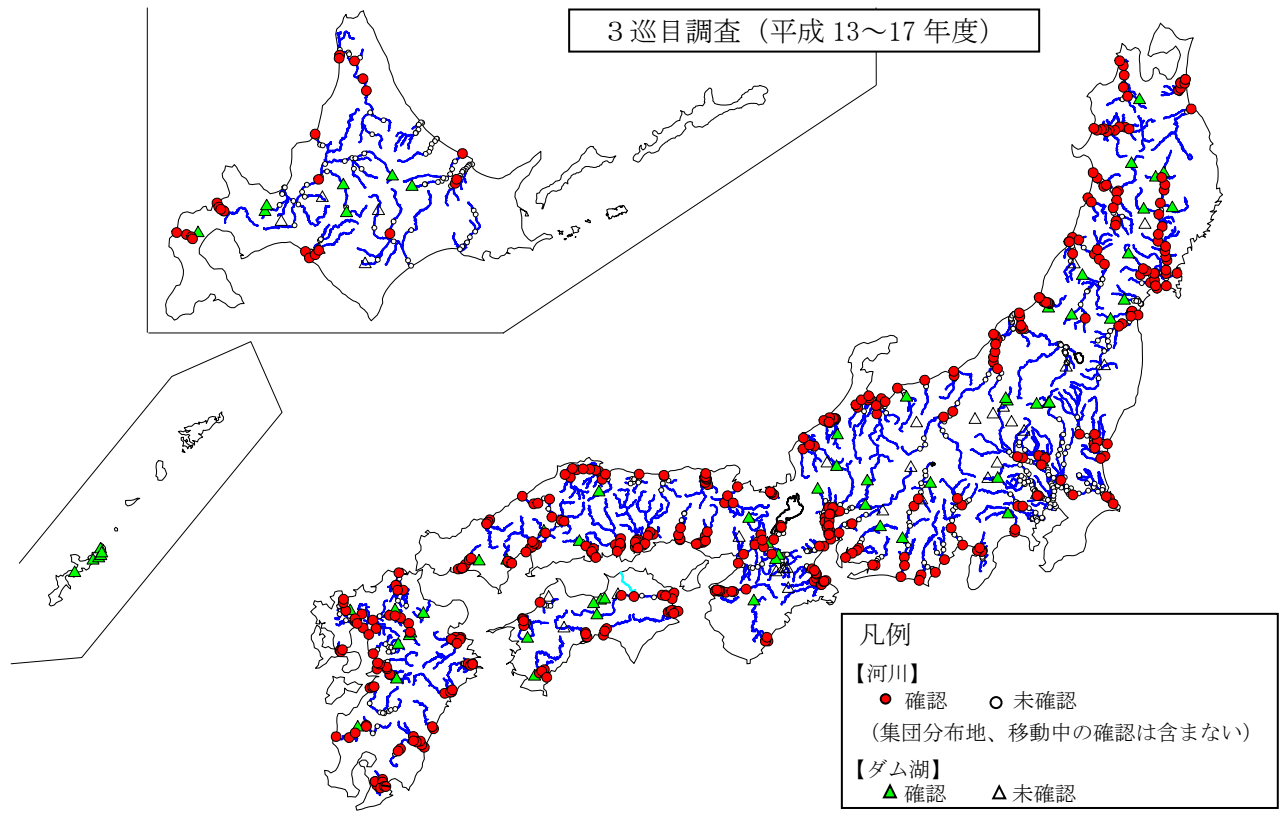 3巡目調査（平成 13～17 年度）
凡例
【河川】
確認 未確認
（集団分布地、移動中の確認は含まない）
【ダム湖】
確認 未確認